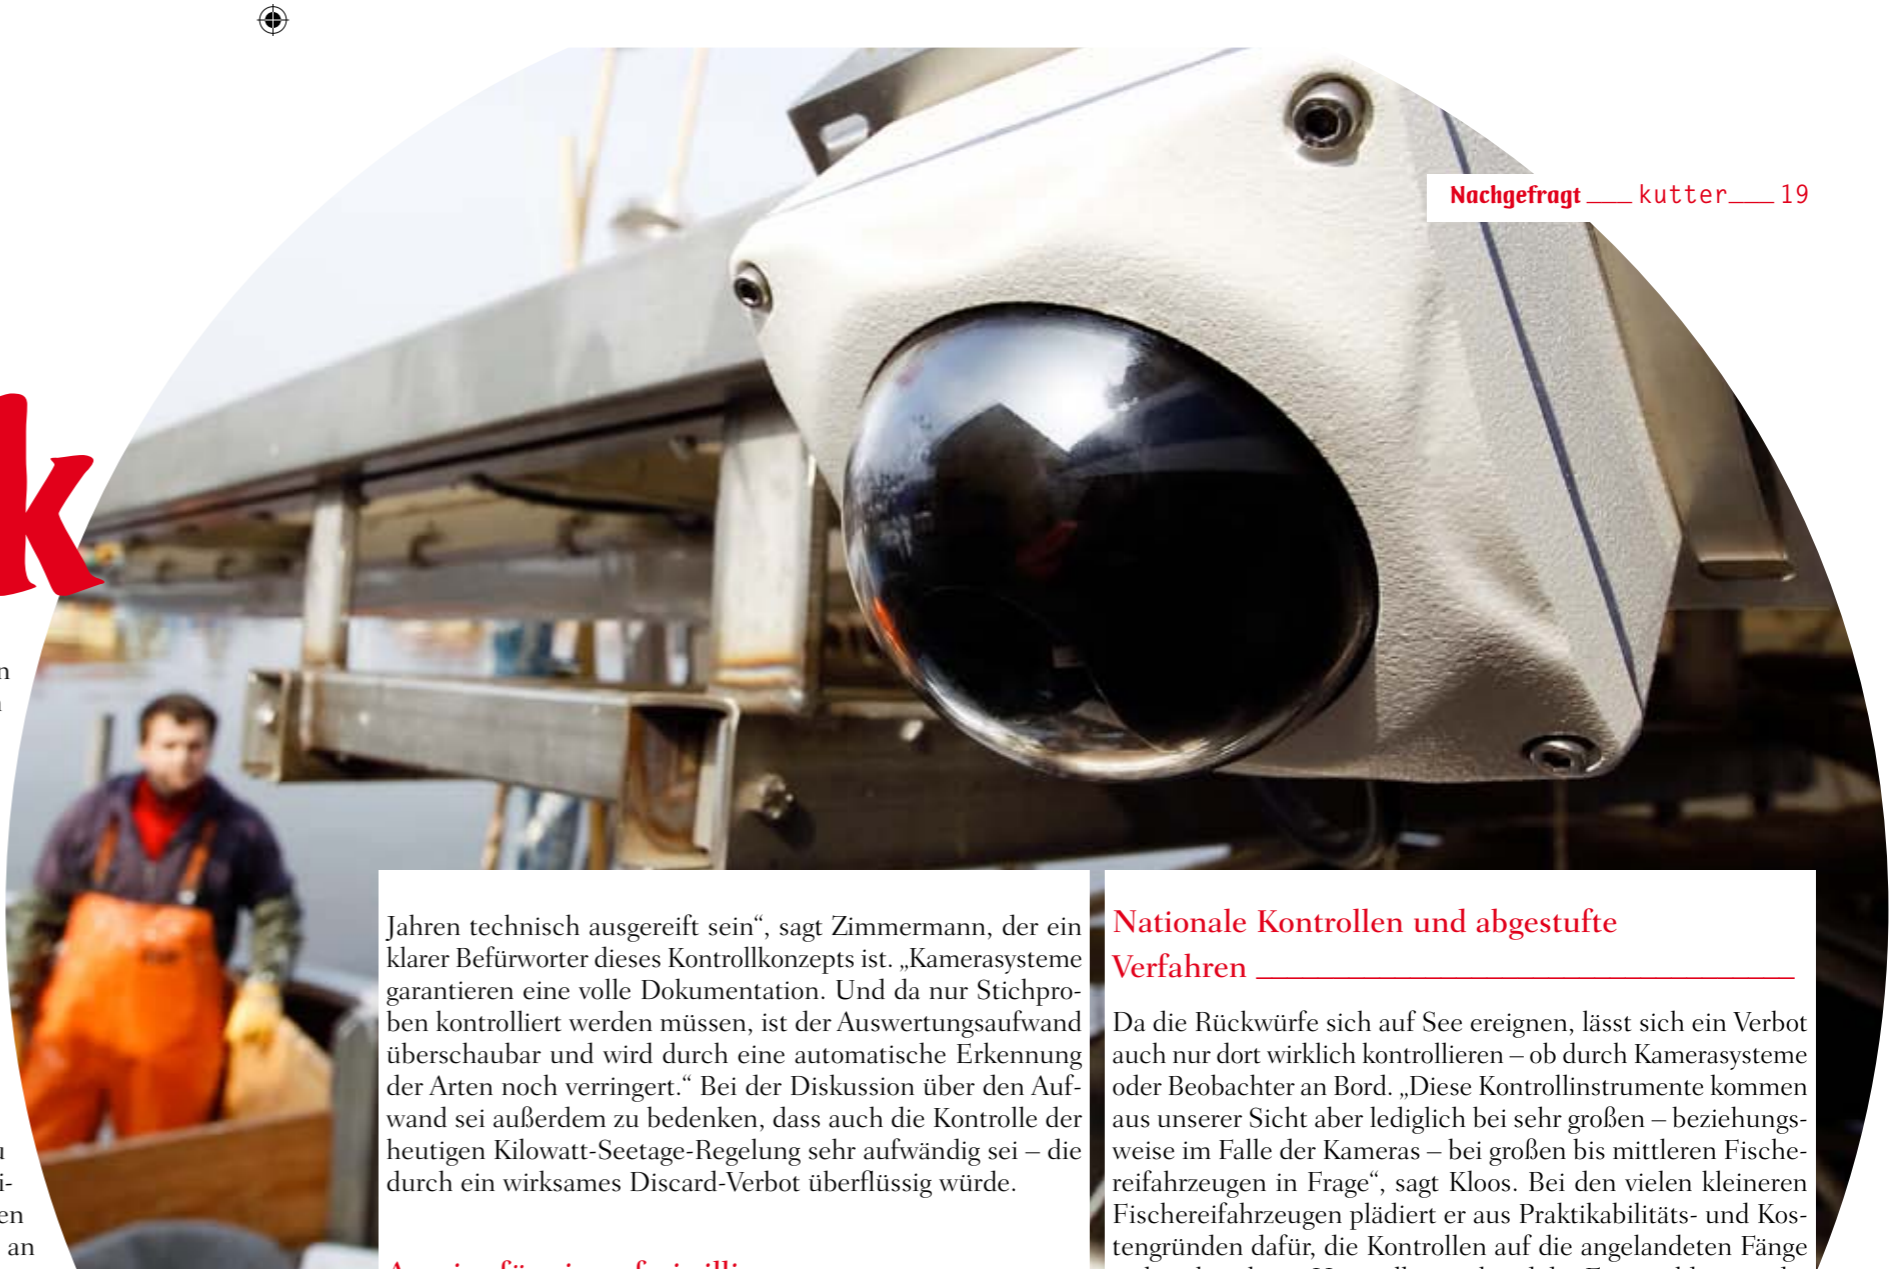 Nachgefragt ___ kutter___ 19
k
n
u
i-
en
an
Jahren technisch ausgereift sein“, sagt Zimmermann, der ein
klarer Befürworter dieses Kontrollkonzepts ist. „Kamerasysteme
garantieren eine volle Dokumentation. Und da nur Stichpro-
ben kontrolliert werden müssen, ist der Auswertungsaufwand
überschaubar und wird durch eine automatische Erkennung
der Arten noch verringert.“ Bei der Diskussion über den Auf-
wand sei außerdem zu bedenken, dass auch die Kontrolle der
heutigen Kilowatt-Seetage-Regelung sehr aufwändig sei – die
durch ein wirksames Discard-Verbot überflüssig würde.
Nationale Kontrollen und abgestufte
Verfahren
Da die Rückwürfe sich auf See ereignen, lässt sich ein Verbot
auch nur dort wirklich kontrollieren – ob durch Kamerasysteme
oder Beobachter an Bord. „Diese Kontrollinstrumente kommen
aus unserer Sicht aber lediglich bei sehr großen – beziehungs-
weise im Falle der Kameras – bei großen bis mittleren Fische-
reifahrzeugen in Frage“, sagt Kloos. Bei den vielen kleineren
Fischereifahrzeugen plädiert er aus Praktikabilitäts- und Kos-
tengründen dafür, die Kontrollen auf die angelandeten Fänge